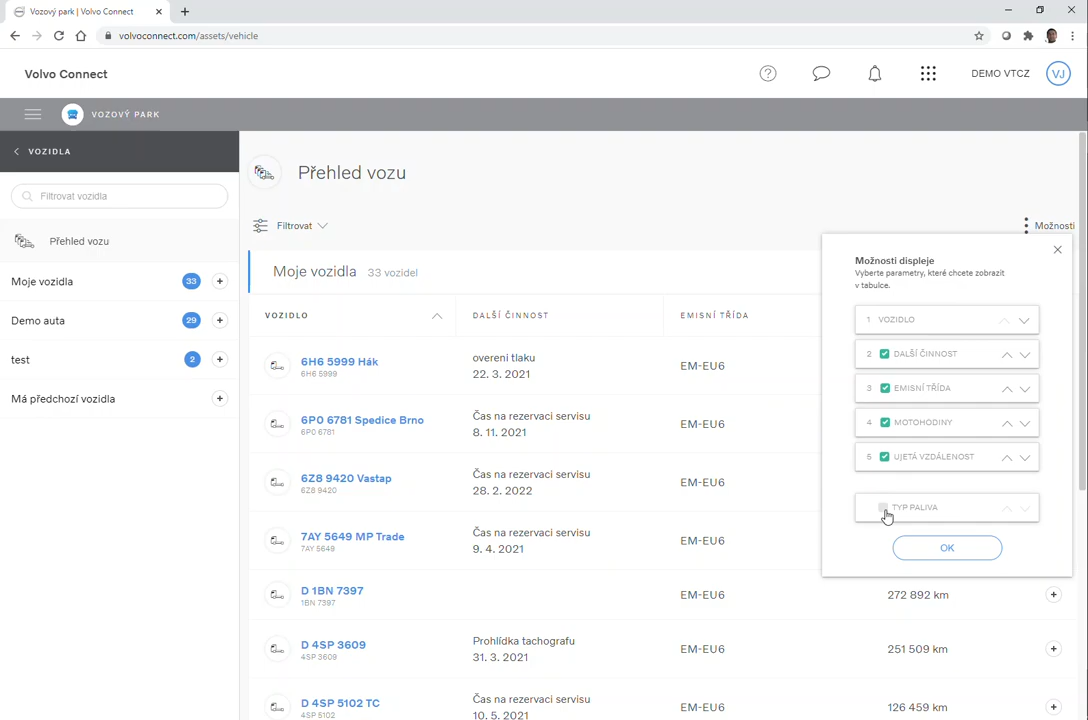 Vozový park | Volvo Connect
volvoconnect.com/assets/vehicle
Volvo Connect
DEMO VTCZ
VJ
VOZOVÝ PARK
VOZIDLA
Filtrovat vozidla
Přehled vozu
Moje vozidla 33
Demo auta 29
test 2
Má předchozí vozidla
Přehled vozu
Filtrovat
Možnosti
Moje vozidla 33 vozidel
VOZIDLO DALŠÍ ČINNOST EMISNÍ TŘÍDA
6H6 5999 Hák
6H6 5999
overeni tlaku
22. 3. 2021
EM-EU6
6P0 6781 Spedice Brno
6P0 6781
Čas na rezervaci servisu
8. 11. 2021
EM-EU6
6Z8 9420 Vastap
6Z8 9420
Čas na rezervaci servisu
28. 2. 2022
EM-EU6
7AY 5649 MP Trade
7AY 5649
Čas na rezervaci servisu
9. 4. 2021
EM-EU6
D 1BN 7397
1BN 7397
EM-EU6
272 892 km
D 4SP 3609
4SP 3609
Prohlídka tachografu
31. 3. 2021
EM-EU6
251 509 km
D 4SP 5102 TC
4SP 5102
Čas na rezervaci servisu
10. 5. 2021
EM-EU6
126 459 km
Možnosti displeje
Vyberte parametry, které chcete zobrazit
v tabulce.
1 VOZIDLO
2 DALŠÍ ČINNOST
3 EMISNÍ TŘÍDA
4 MOTOHODINY
5 UJETÁ VZDÁLENOST
TYP PALIVA
OK